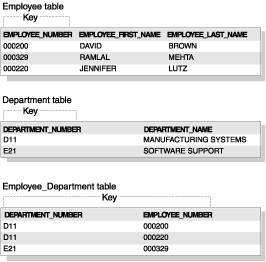 Employee table
Key
EMPLOYEE_NUMBER EMPLOYEE_FIRST_NAME EMPLOYEE_LAST_NAME
000200 DAVID BROWN
000329 RAMLAL MEHTA
000220 JENNIFER LUTZ
Department table
Key
DEPARTMENT_NUMBER DEPARTMENT_NAME
D11 MANUFACTURING SYSTEMS
E21 SOFTWARE SUPPORT
Employee_Department table
Key
DEPARTMENT_NUMBER EMPLOYEE_NUMBER
D11 000200
D11 000220
E21 000329